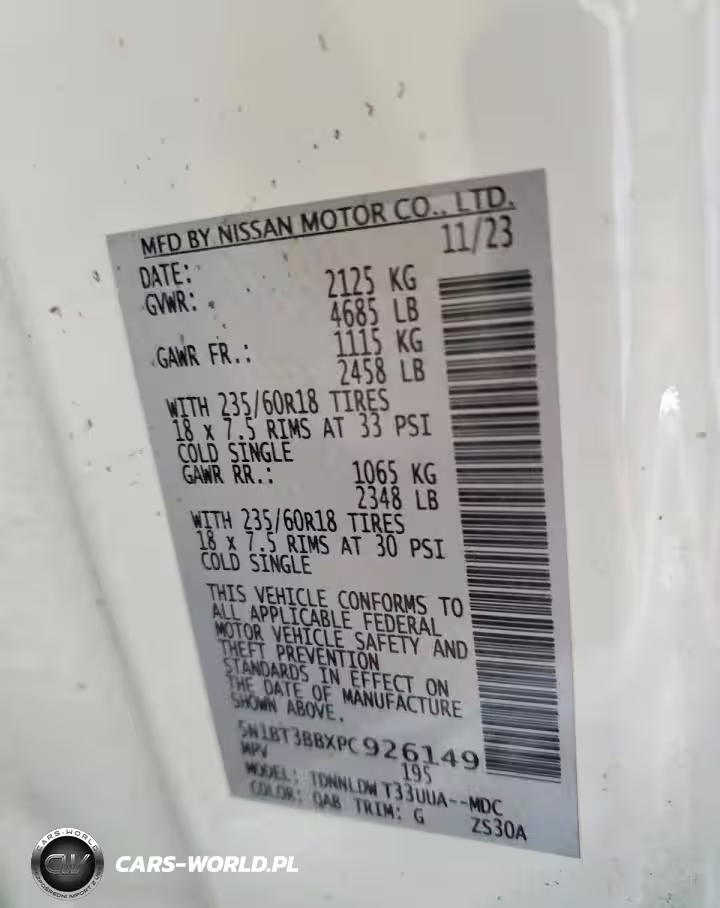 MFD BY NISSAN MOTOR CO., LTD.
DATE: 11/23
GVWR: 2125 KG
4685 LB
GAWR FR.: 1115 KG
2458 LB
WITH 235/60R18 TIRES
18 x 7.5 RIMS AT 33 PSI
COLD SINGLE
GAWR RR.: 1065 KG
2348 LB
WITH 235/60R18 TIRES
18 x 7.5 RIMS AT 30 PSI
COLD SINGLE
THIS VEHICLE CONFORMS TO
ALL APPLICABLE FEDERAL
MOTOR VEHICLE SAFETY AND
THEFT PREVENTION
STANDARDS IN EFFECT ON
THE DATE OF MANUFACTURE
SHOWN ABOVE.
5N1BT3BBXPC926149
MPV 195
MODEL: TDNNLDW T33UUA--MDC
COLOR: QAB TRIM: G ZS30A
CARS-WORLD
CW
CARS-WORLD.PL